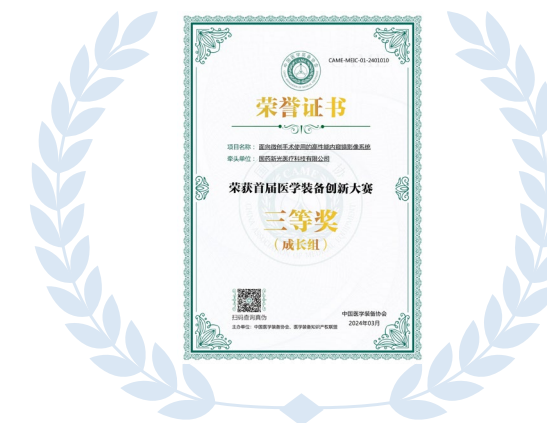 CAME-MEIC-01-2401010
荣誉证书
项目名称：面向微创手术使用的高性能内窥镜影像系统
牵头单位：医药新光医疗科技有限公司
荣获首届医学装备创新大赛
三等奖
（成长组）
扫码查询真伪
主办单位：中国医学装备协会、医学装备知识产权联盟
中国医学装备协会
2024年03月